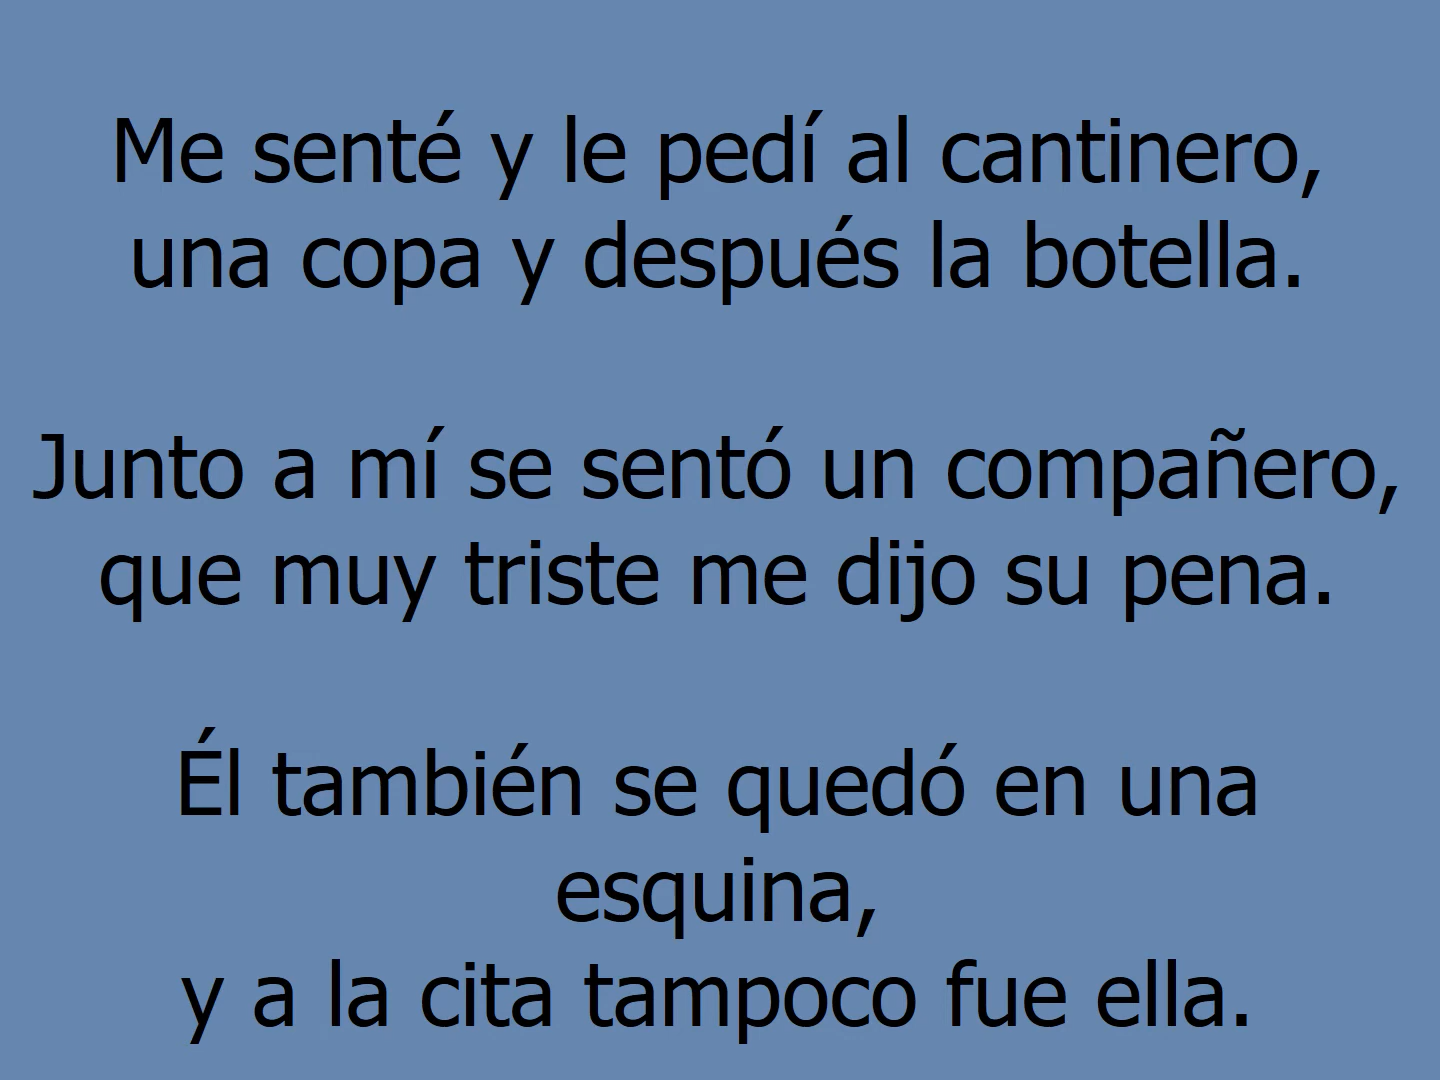 Me senté y le pedí al cantinero,
una copa y después la botella.
Junto a mí se sentó un compañero,
que muy triste me dijo su pena.
Él también se quedó en una
esquina,
y a la cita tampoco fue ella.